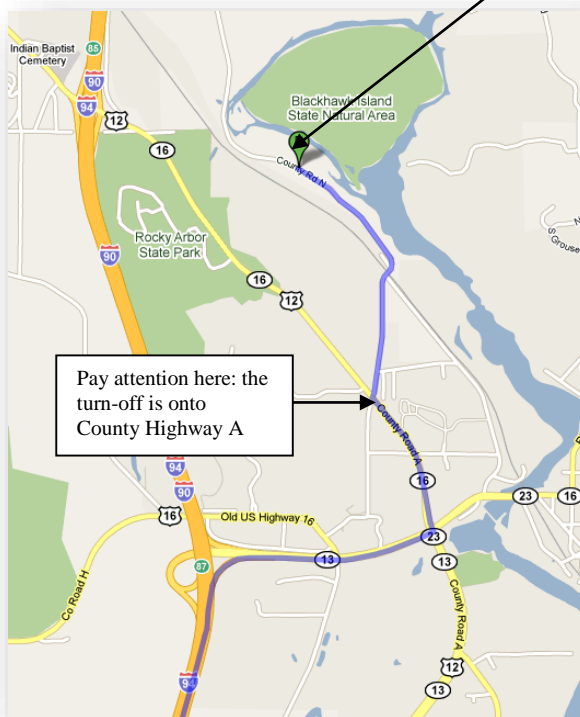 Indian Baptist
Cemetery
85
90
94
12
16
Blackhawk Island
State Natural Area
County Rd N
Rocky Arbor
State Park
90
16
12
S Grouse
N
Pay attention here: the
turn-off is onto
County Highway A
County Road A
94
90
16
16
Old US Highway 16
23
16
23
13
13
87
Co Road H
County Road A
94
12
13